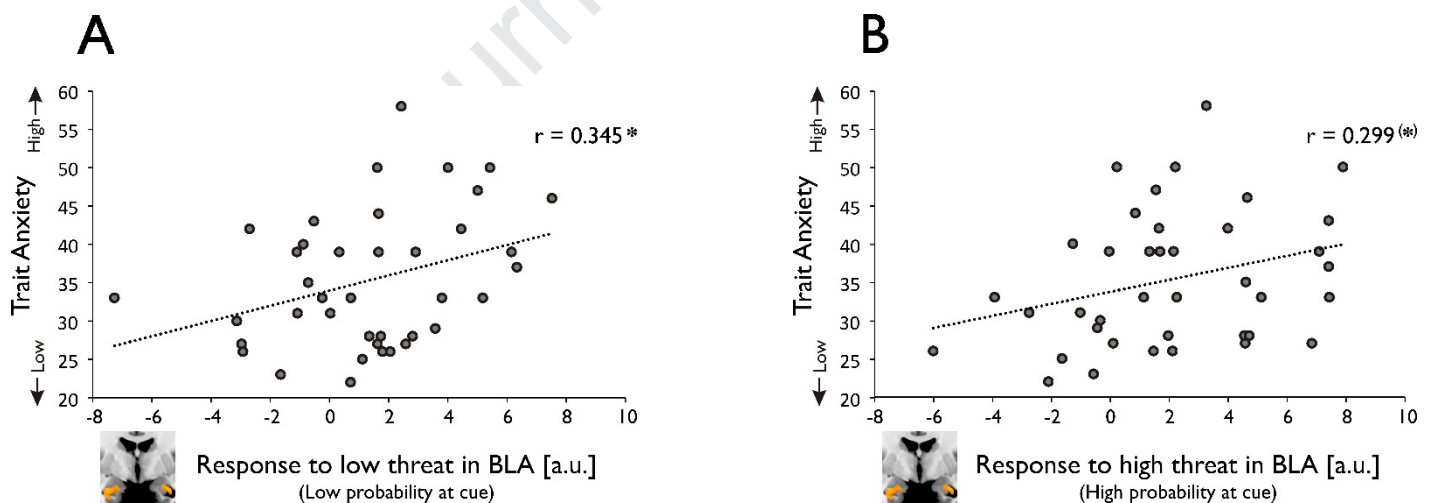 A
60
55
50
45
40
35
30
25
20
High
Trait Anxiety
Low
r = 0.345 *
-8 -6 -4 -2 0 2 4 6 8 10
Response to low threat in BLA [a.u.]
(Low probability at cue)
B
60
55
50
45
40
35
30
25
20
High
Trait Anxiety
Low
r = 0.299 (*)
-8 -6 -4 -2 0 2 4 6 8 10
Response to high threat in BLA [a.u.]
(High probability at cue)